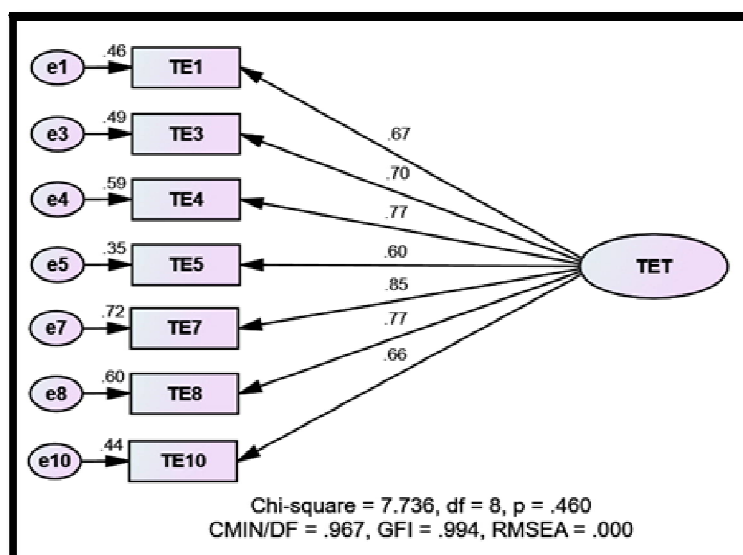 .46
e1
TE1
.67
.49
e3
TE3
.70
.59
e4
TE4
.77
.35
e5
TE5
.60
TET
.72
e7
TE7
.85
.60
e8
TE8
.77
.44
e10
TE10
.66
Chi-square = 7.736, df = 8, p = .460
CMIN/DF = .967, GFI = .994, RMSEA = .000